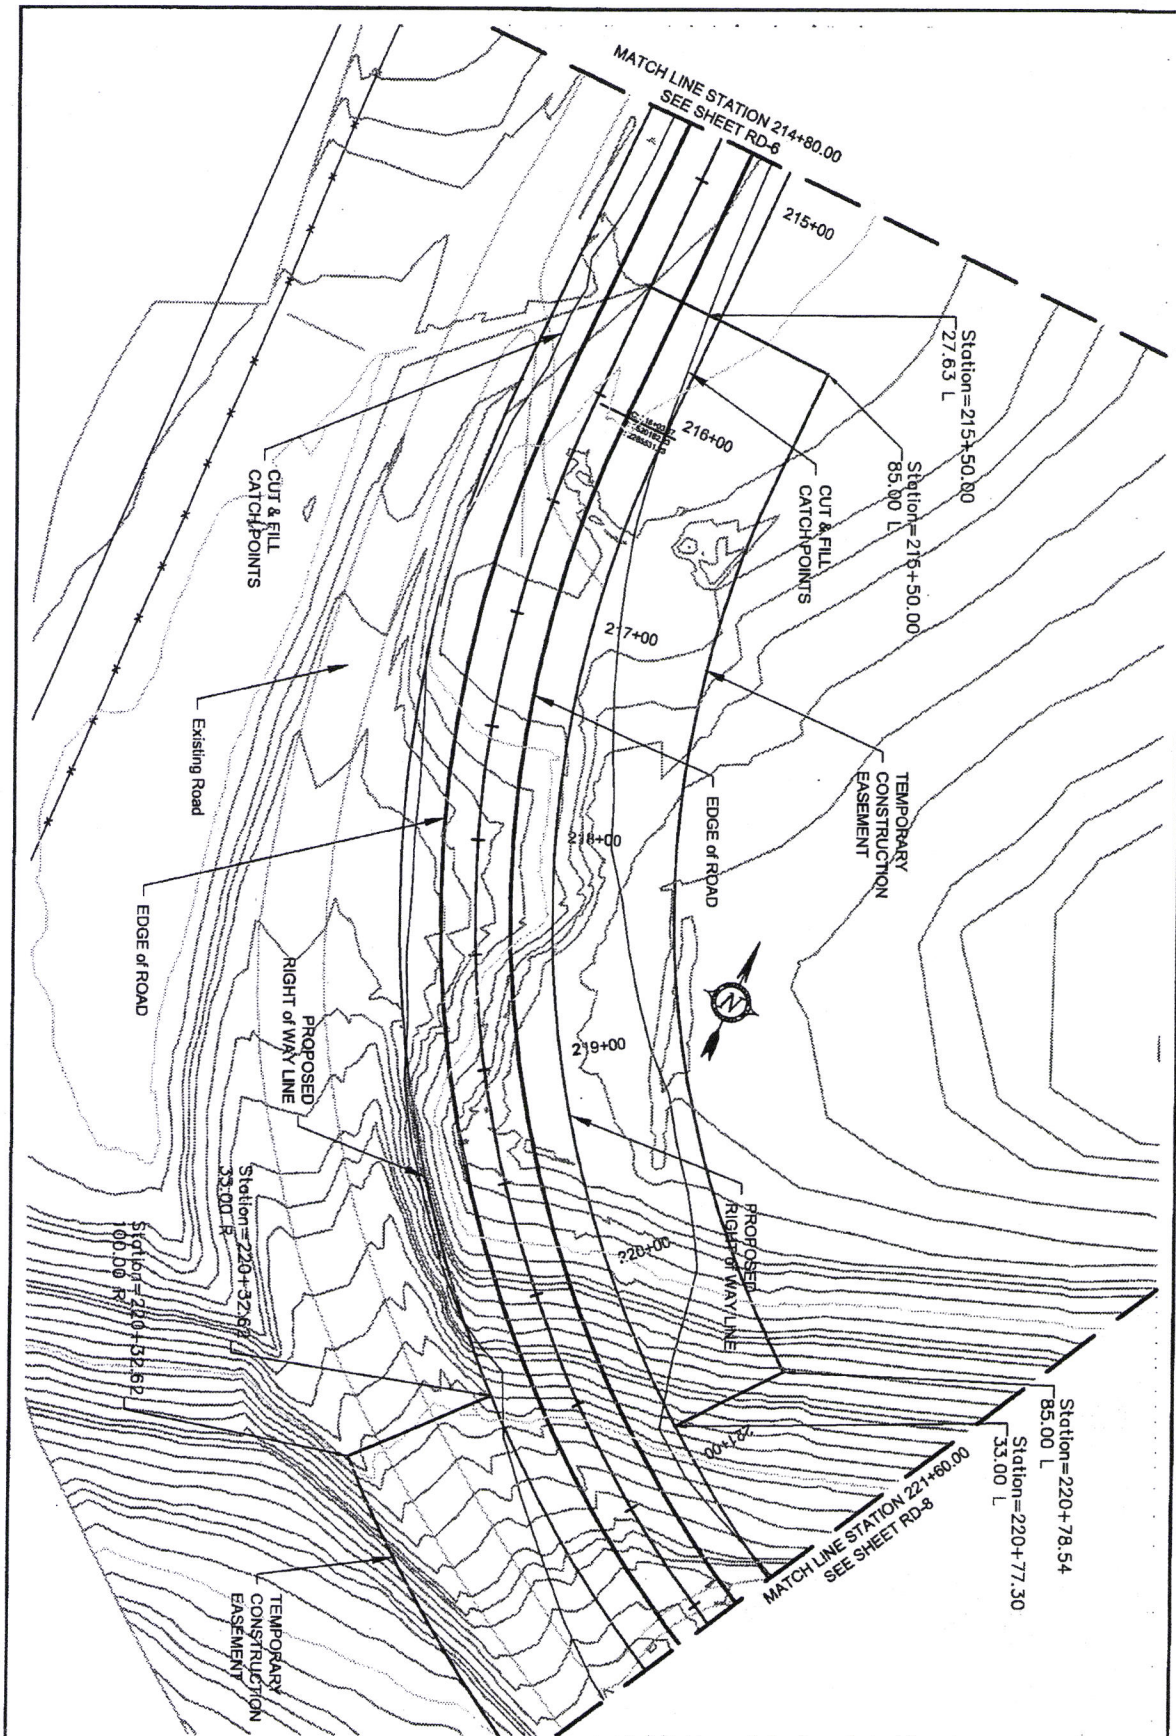 MATCH LINE STATION 214+80.00
SEE SHEET RD-6
215+00
Station=215+50.00
27.63 L
Station=215+50.00
85.00 L
216+00
CUT & FILL
CATCH POINTS
CUT & FILL
CATCH POINTS
217+00
TEMPORARY
CONSTRUCTION
EASEMENT
EDGE of ROAD
Existing Road
218+00
EDGE of ROAD
N
219+00
PROPOSED
RIGHT of WAY LINE
PROPOSED
RIGHT of WAY LINE
220+00
Station=220+32.62
33.00 R
Station=220+32.62
100.00 R
221+00
Station=220+78.54
85.00 L
Station=220+77.30
33.00 L
MATCH LINE STATION 221+60.00
SEE SHEET RD-8
TEMPORARY
CONSTRUCTION
EASEMENT